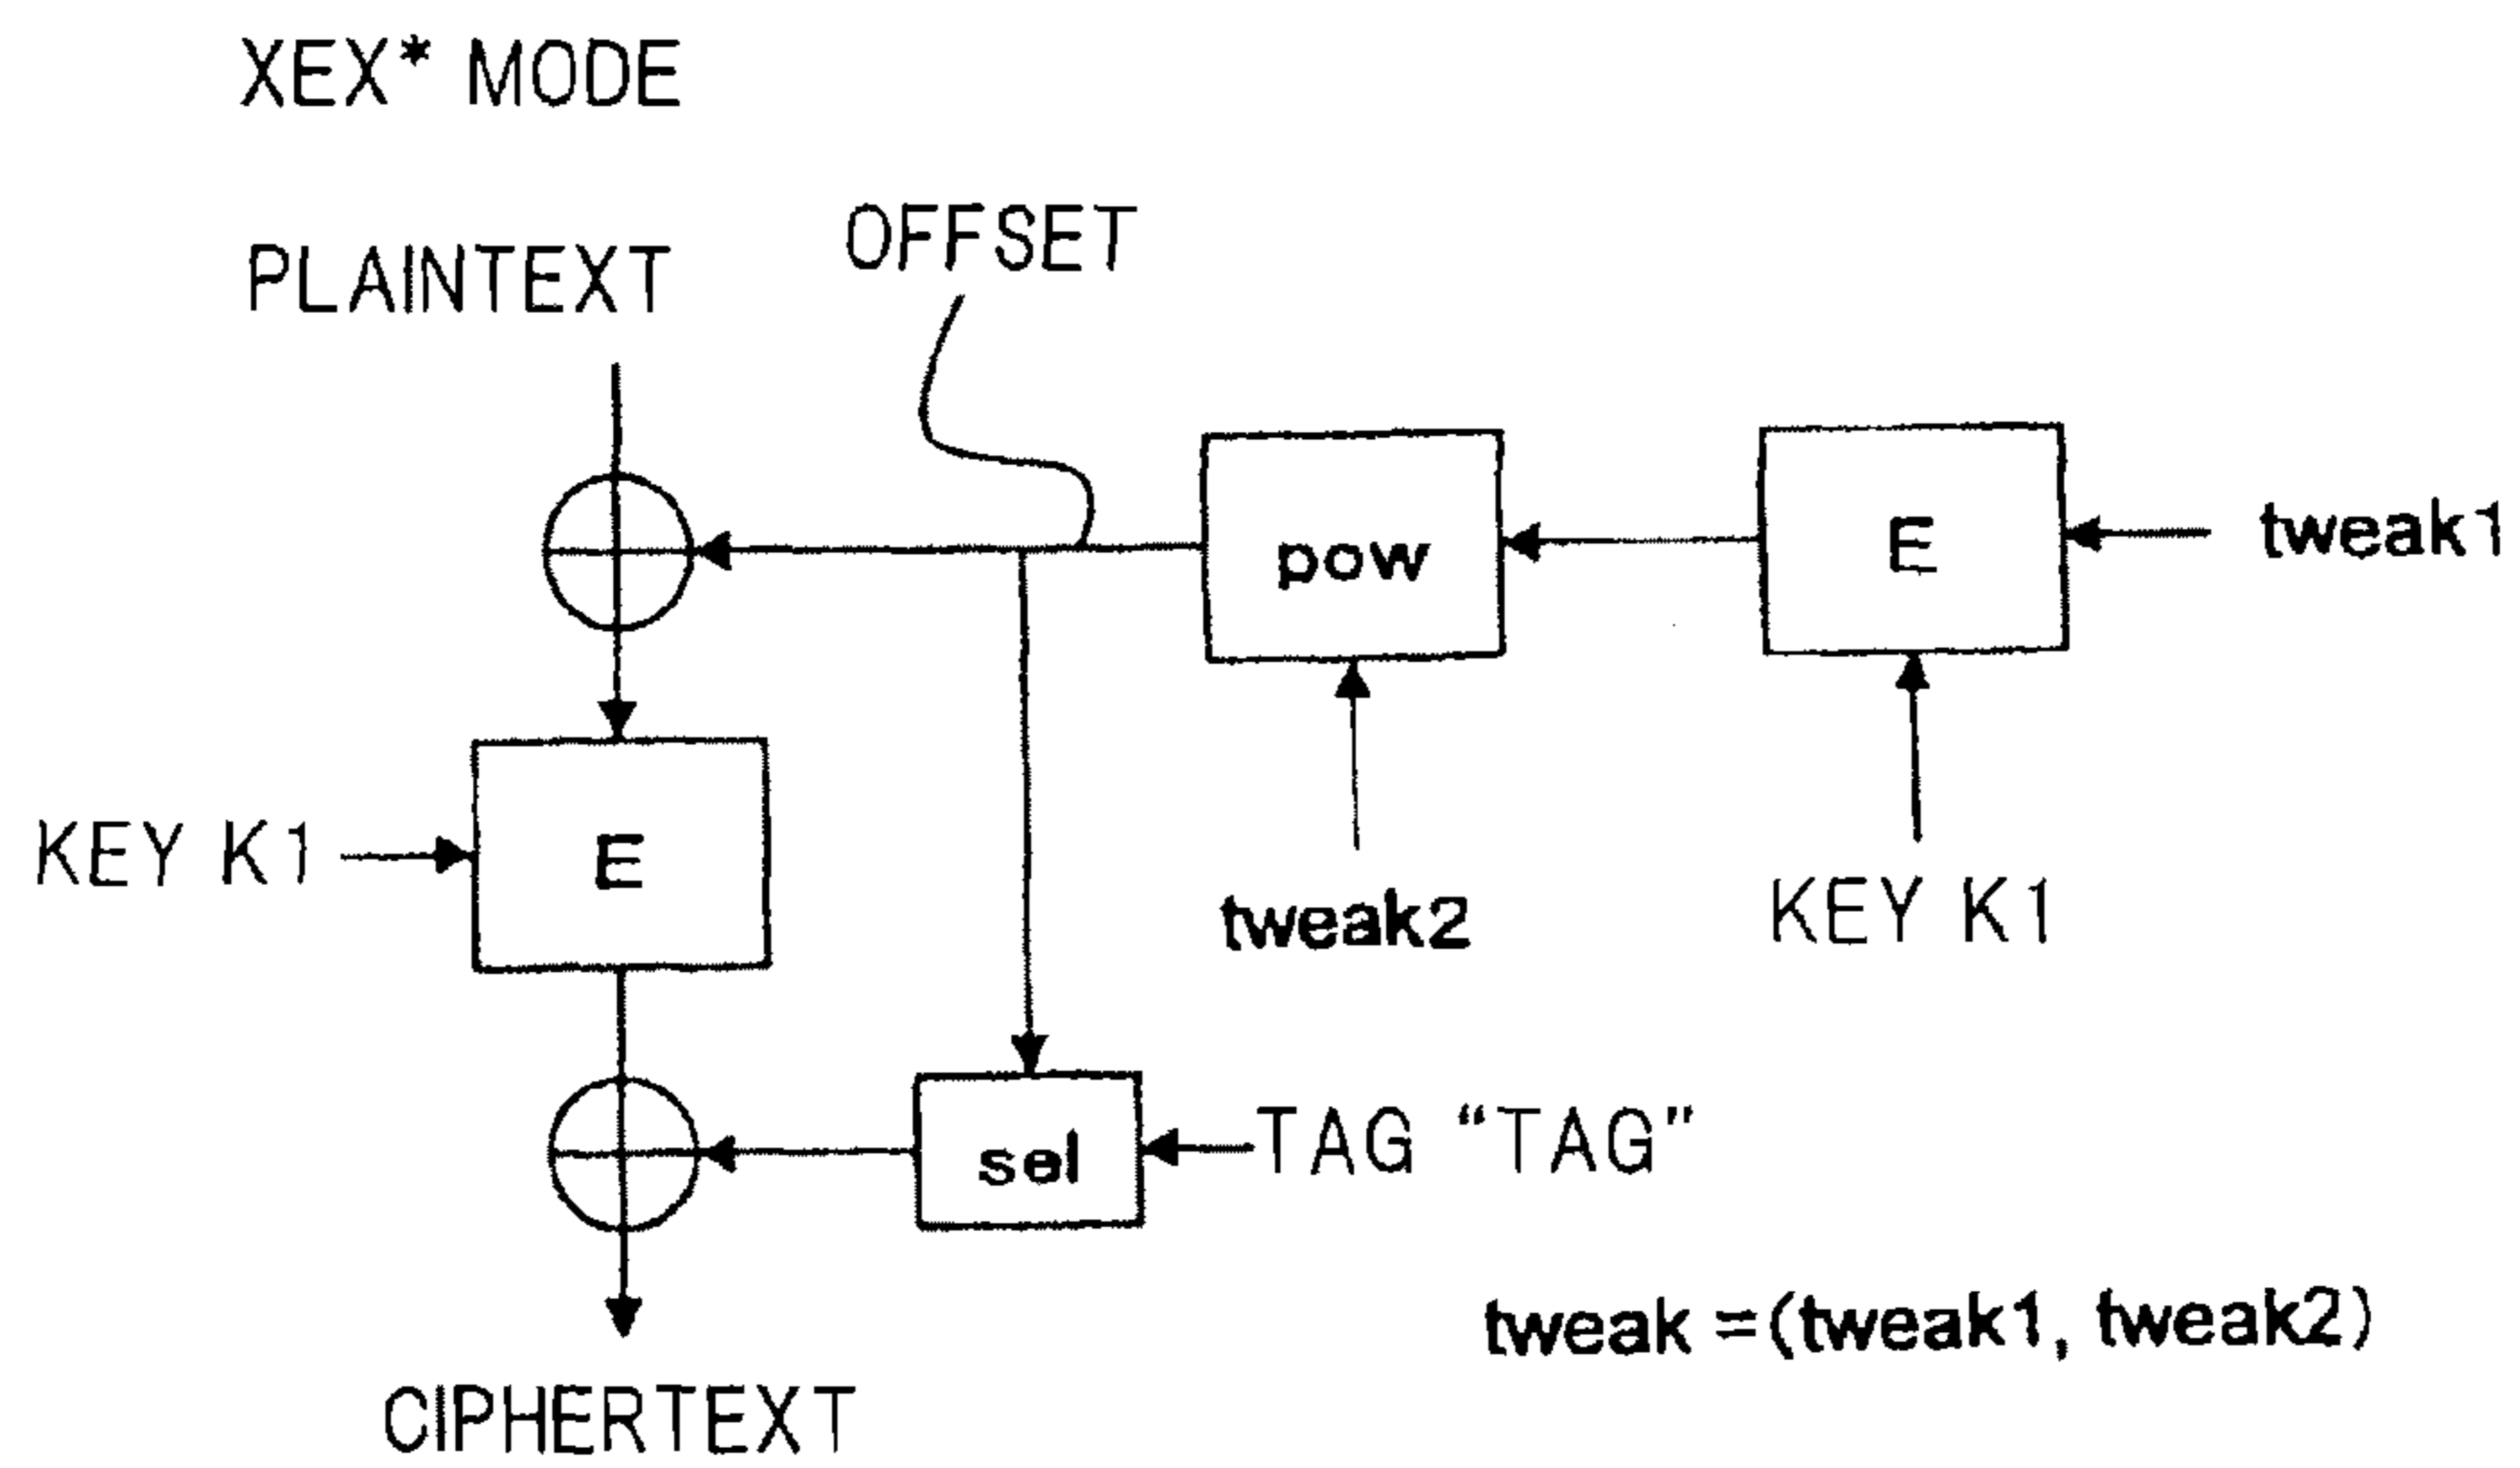 XEX* MODE
OFFSET
PLAINTEXT
pow
E
tweak1
KEY K1
E
tweak2
KEY K1
sel
TAG “TAG”
tweak =(tweak1, tweak2)
CIPHERTEXT